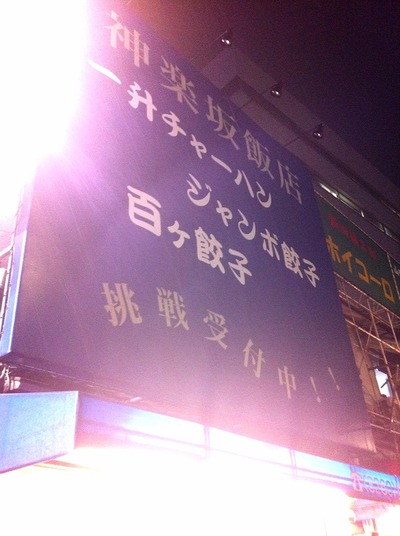 神楽坂飯店
一升チャーハン
ジャンボ餃子
百ヶ餃子
挑戦受付中!!
ホイコーロ